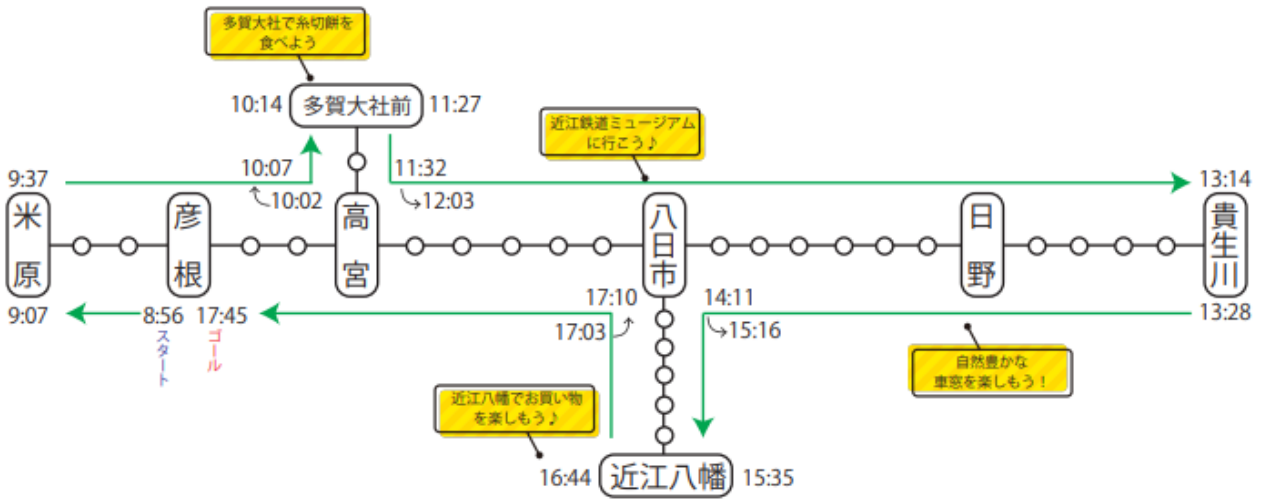 多賀大社で糸切餅を
食べよう
10:14
多賀大社前
11:27
近江鉄道ミュージアム
に行こう♪
10:07
10:02
11:32
12:03
9:37
13:14
米原
彦根
高宮
八日市
日野
貴生川
9:07
8:56
スタート
17:45
ゴール
17:10
17:03
14:11
15:16
13:28
自然豊かな
車窓を楽しもう！
近江八幡でお買い物
を楽しもう♪
16:44
近江八幡
15:35